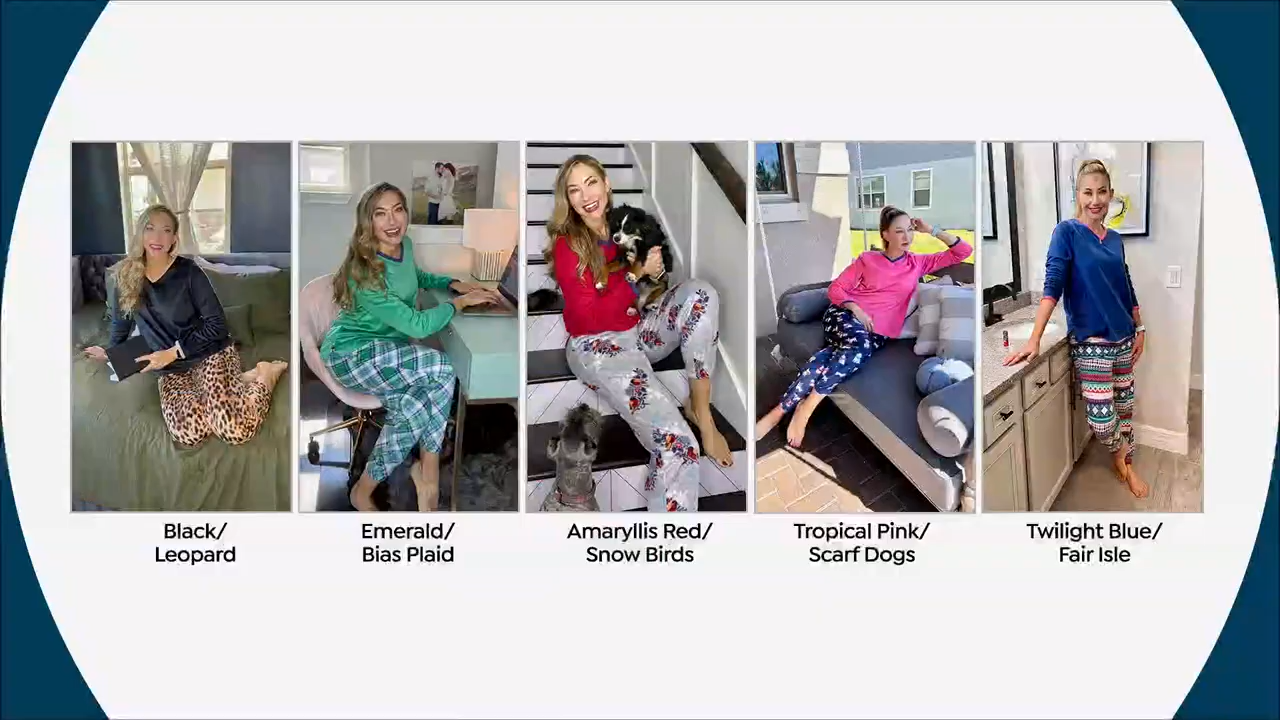 Black/
Leopard
Emerald/
Bias Plaid
Amaryllis Red/
Snow Birds
Tropical Pink/
Scarf Dogs
Twilight Blue/
Fair Isle